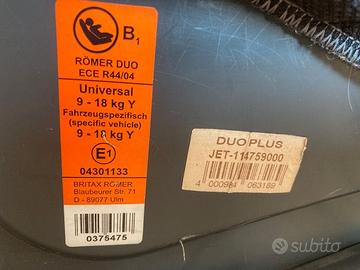 B1
RÖMER DUO
ECE R44/04
Universal
9 - 18 kg Y
Fahrzeugspezifisch
(specific vehicle)
9 - 18 kg Y
E1
04301133
BRITAX RÖMER
Blaubeurer Str. 71
D - 89077 Ulm
0375475
DUO PLUS
JET-114759000
4 000984 063189
subito